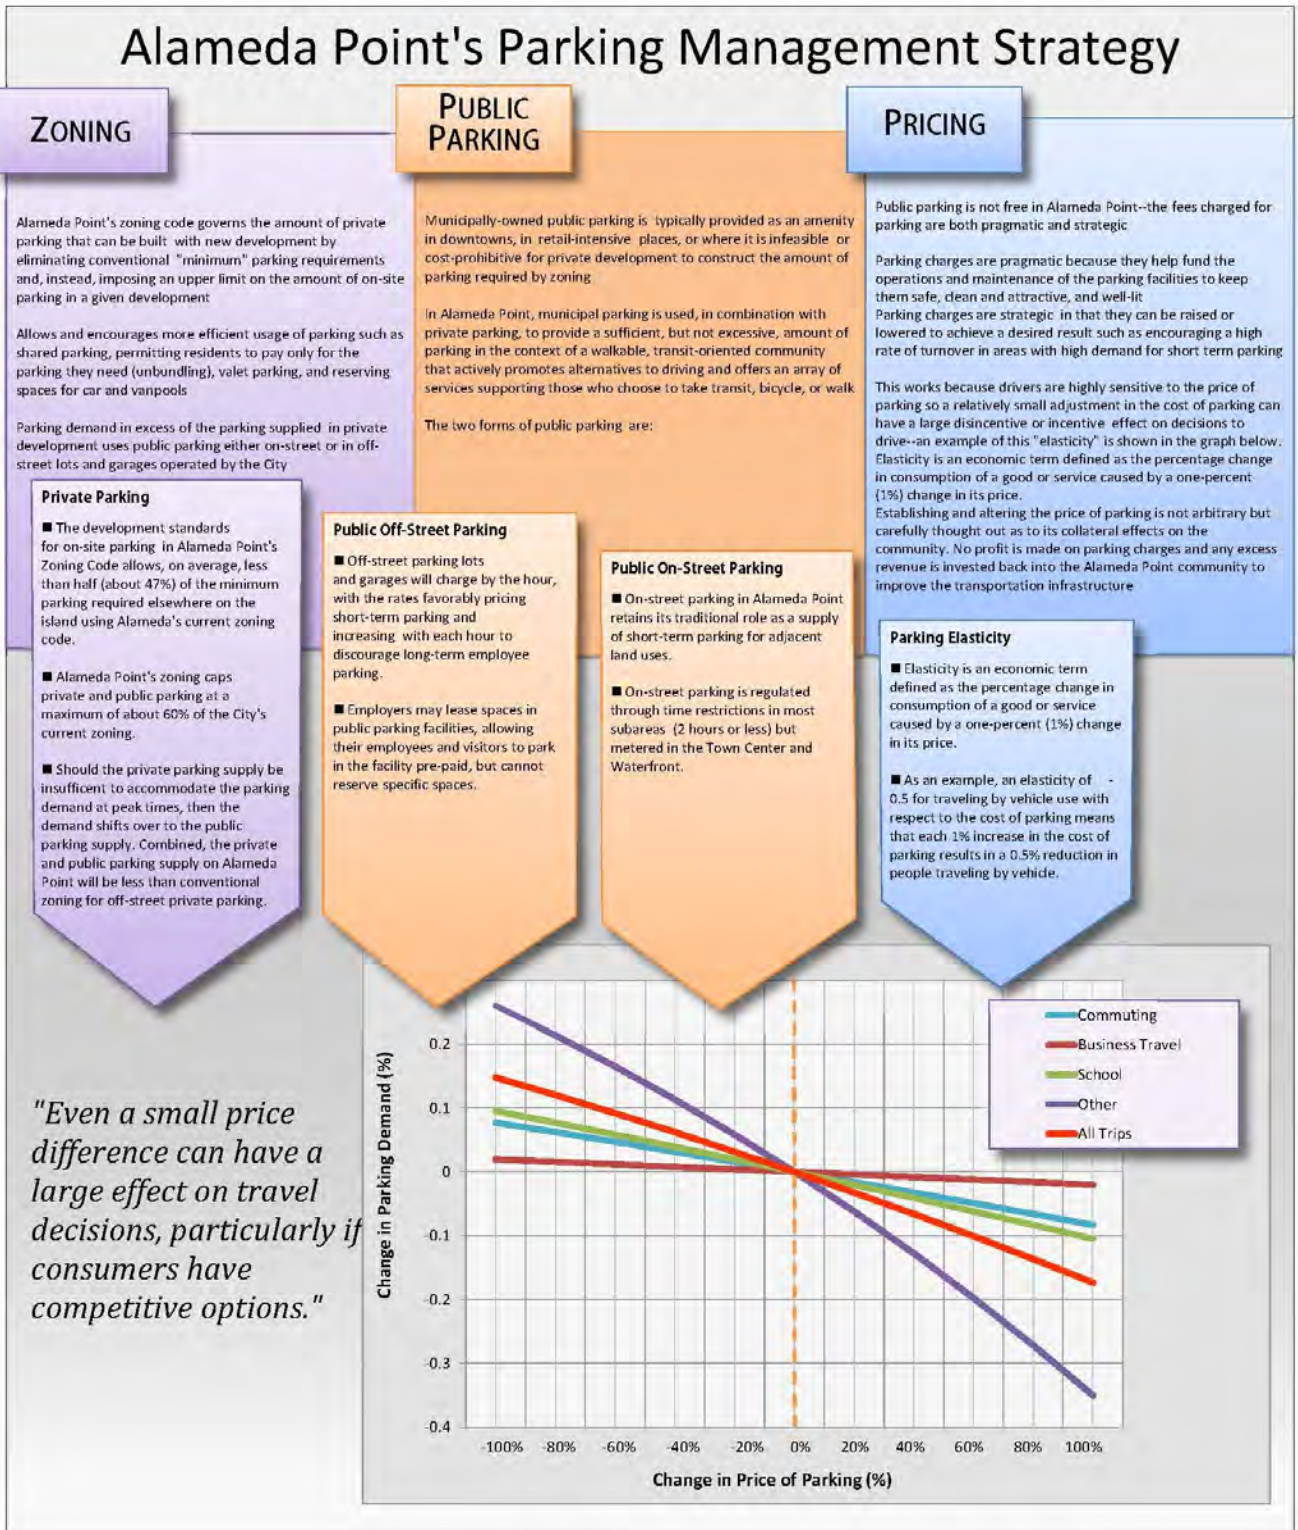 Alameda Point's Parking Management Strategy
ZONING
Alameda Point's zoning code governs the amount of private
parking that can be built with new development by
eliminating conventional "minimum" parking requirements
and, instead, imposing an upper limit on the amount of on-site
parking in a given development
Allows and encourages more efficient usage of parking such as
shared parking, permitting residents to pay only for the
parking they need (unbundling), valet parking, and reserving
spaces for car and vanpools
Parking demand in excess of the parking supplied in private
development uses public parking either on-street or in off-
street lots and garages operated by the City
Private Parking
■ The development standards
for on-site parking in Alameda Point's
Zoning Code allows, on average, less
than half (about 47%) of the minimum
parking required elsewhere on the
island using Alameda's current zoning
code.
■ Alameda Point's zoning caps
private and public parking at a
maximum of about 60% of the City's
current zoning.
■ Should the private parking supply be
insufficent to accommodate the parking
demand at peak times, then the
demand shifts over to the public
parking supply. Combined, the private
and public parking supply on Alameda
Point will be less than conventional
zoning for off-street private parking.
PUBLIC
PARKING
Municipally-owned public parking is typically provided as an amenity
in downtowns, in retail-intensive places, or where it is infeasible or
cost-prohibitive for private development to construct the amount of
parking required by zoning
In Alameda Point, municipal parking is used, in combination with
private parking, to provide a sufficient, but not excessive, amount of
parking in the context of a walkable, transit-oriented community
that actively promotes alternatives to driving and offers an array of
services supporting those who choose to take transit, bicycle, or walk
The two forms of public parking are:
Public Off-Street Parking
■ Off-street parking lots
and garages will charge by the hour,
with the rates favorably pricing
short-term parking and
increasing with each hour to
discourage long-term employee
parking.
■ Employers may lease spaces in
public parking facilities, allowing
their employees and visitors to park
in the facility pre-paid, but cannot
reserve specific spaces.
Public On-Street Parking
■ On-street parking in Alameda Point
retains its traditional role as a supply
of short-term parking for adjacent
land uses.
■ On-street parking is regulated
through time restrictions in most
subareas (2 hours or less) but
metered in the Town Center and
Waterfront.
PRICING
Public parking is not free in Alameda Point--the fees charged for
parking are both pragmatic and strategic
Parking charges are pragmatic because they help fund the
operations and maintenance of the parking facilities to keep
them safe, clean and attractive, and well-lit
Parking charges are strategic in that they can be raised or
lowered to achieve a desired result such as encouraging a high
rate of turnover in areas with high demand for short term parking
This works because drivers are highly sensitive to the price of
parking so a relatively small adjustment in the cost of parking can
have a large disincentive or incentive effect on decisions to
drive--an example of this "elasticity" is shown in the graph below.
Elasticity is an economic term defined as the percentage change
in consumption of a good or service caused by a one-percent
(1%) change in its price.
Establishing and altering the price of parking is not arbitrary but
carefully thought out as to its collateral effects on the
community. No profit is made on parking charges and any excess
revenue is invested back into the Alameda Point community to
improve the transportation infrastructure
Parking Elasticity
■ Elasticity is an economic term
defined as the percentage change in
consumption of a good or service
caused by a one-percent (1%) change
in its price.
■ As an example, an elasticity of -
0.5 for traveling by vehicle use with
respect to the cost of parking means
that each 1% increase in the cost of
parking results in a 0.5% reduction in
people traveling by vehicle.
"Even a small price
difference can have a
large effect on travel
decisions, particularly if
consumers have
competitive options."
Change in Parking Demand (%)
0.2
0.1
0
-0.1
-0.2
-0.3
-0.4
-100% -80% -60% -40% -20% 0% 20% 40% 60% 80% 100%
Change in Price of Parking (%)
Commuting
Business Travel
School
Other
All Trips